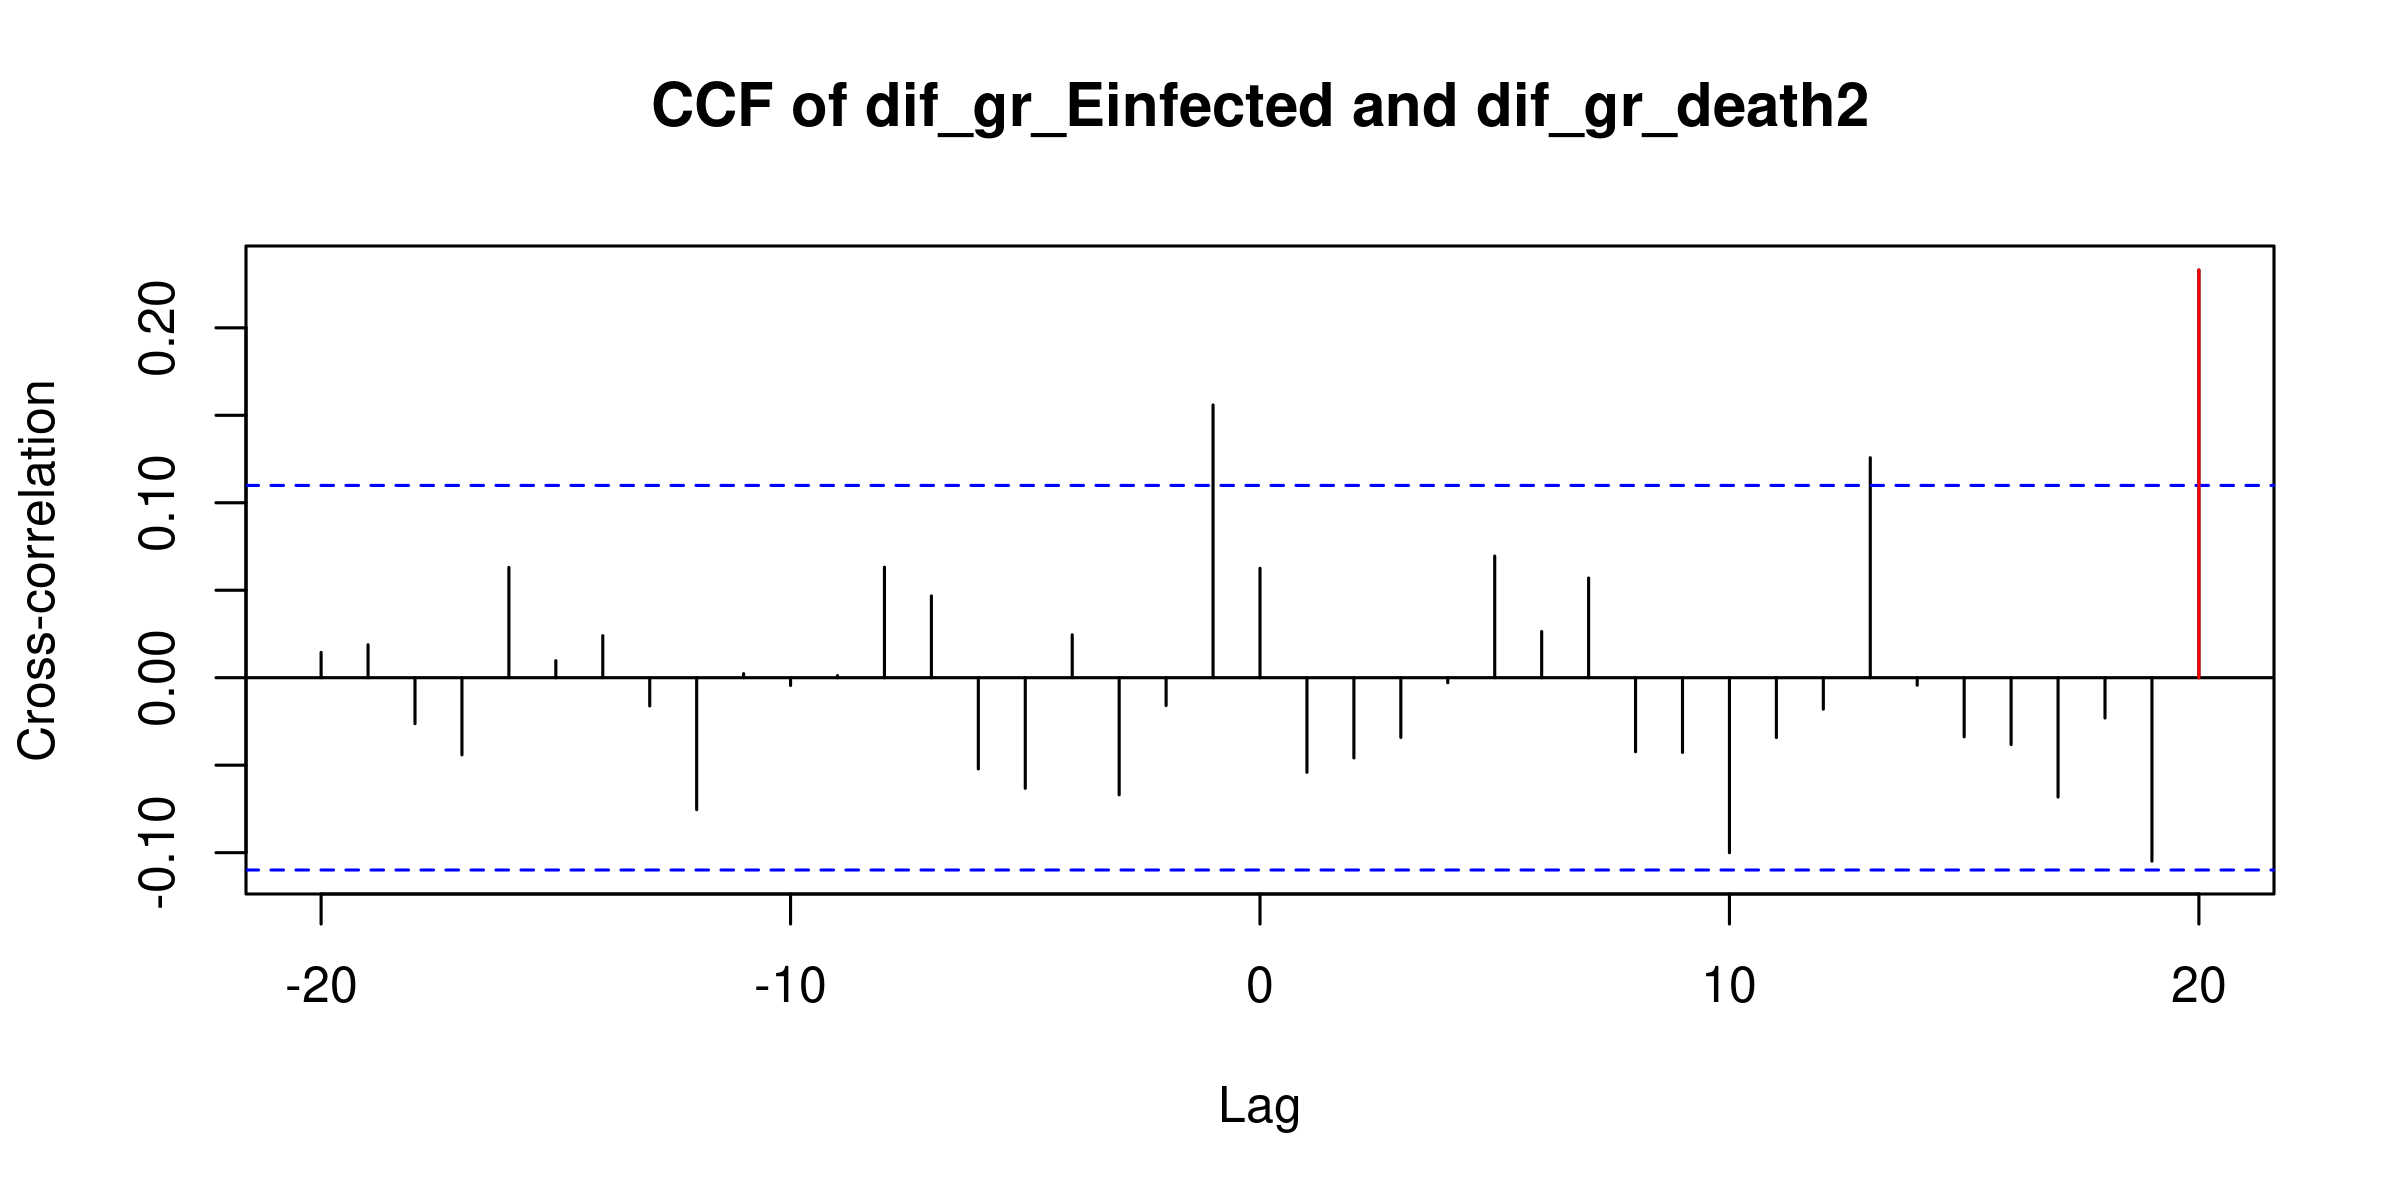 CCF of dif_gr_Einfected and dif_gr_death2
Cross-correlation
0.20
0.10
0.00
-0.10
-20 -10 0 10 20
Lag